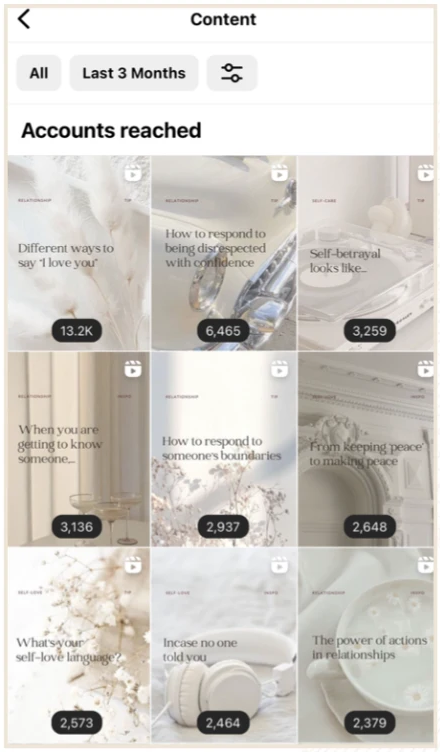 Content
All
Last 3 Months
Accounts reached
RELATIONSHIP
TIP
Different ways to
say "I love you"
13.2K
RELATIONSHIP
TIP
How to respond to
being disrespected
with confidence
6,465
SELF-CARE
TIP
Self-betrayal
looks like...
3,259
RELATIONSHIP
When you are
getting to know
someone...
3,136
RELATIONSHIP
TIP
How to respond to
someone's boundaries
2,937
From keeping 'peace'
to making peace
2,648
SELF-LOVE
TIP
What's your
self-love language?
2,573
SELF-LOVE
Incase no one
told you
2,464
RELATIONSHIP
The power of actions
in relationships
2,379